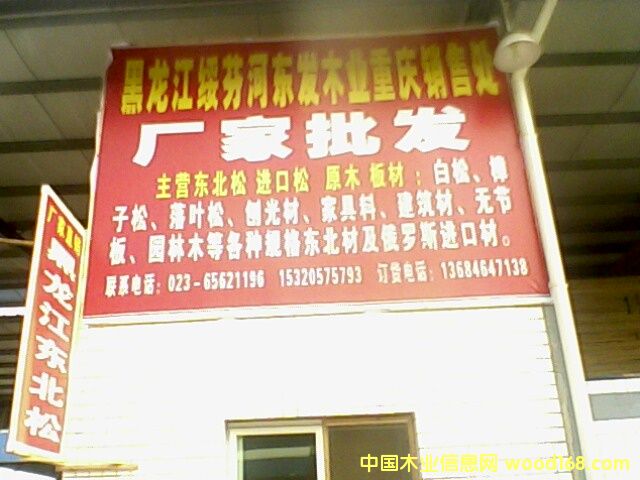 黑龙江绥芬河东发木业重庆销售处
厂家批发
主营东北松 进口松 原木 板材：白松、樟
子松、落叶松、刨光材、家具料、建筑材、无节
板、园林木等各种规格东北材及俄罗斯进口材。
联系电话：023-65621196 15320575793 订货电话：13684647138
厂家直销
黑龙江东北松
中国木业信息网 wood168.com